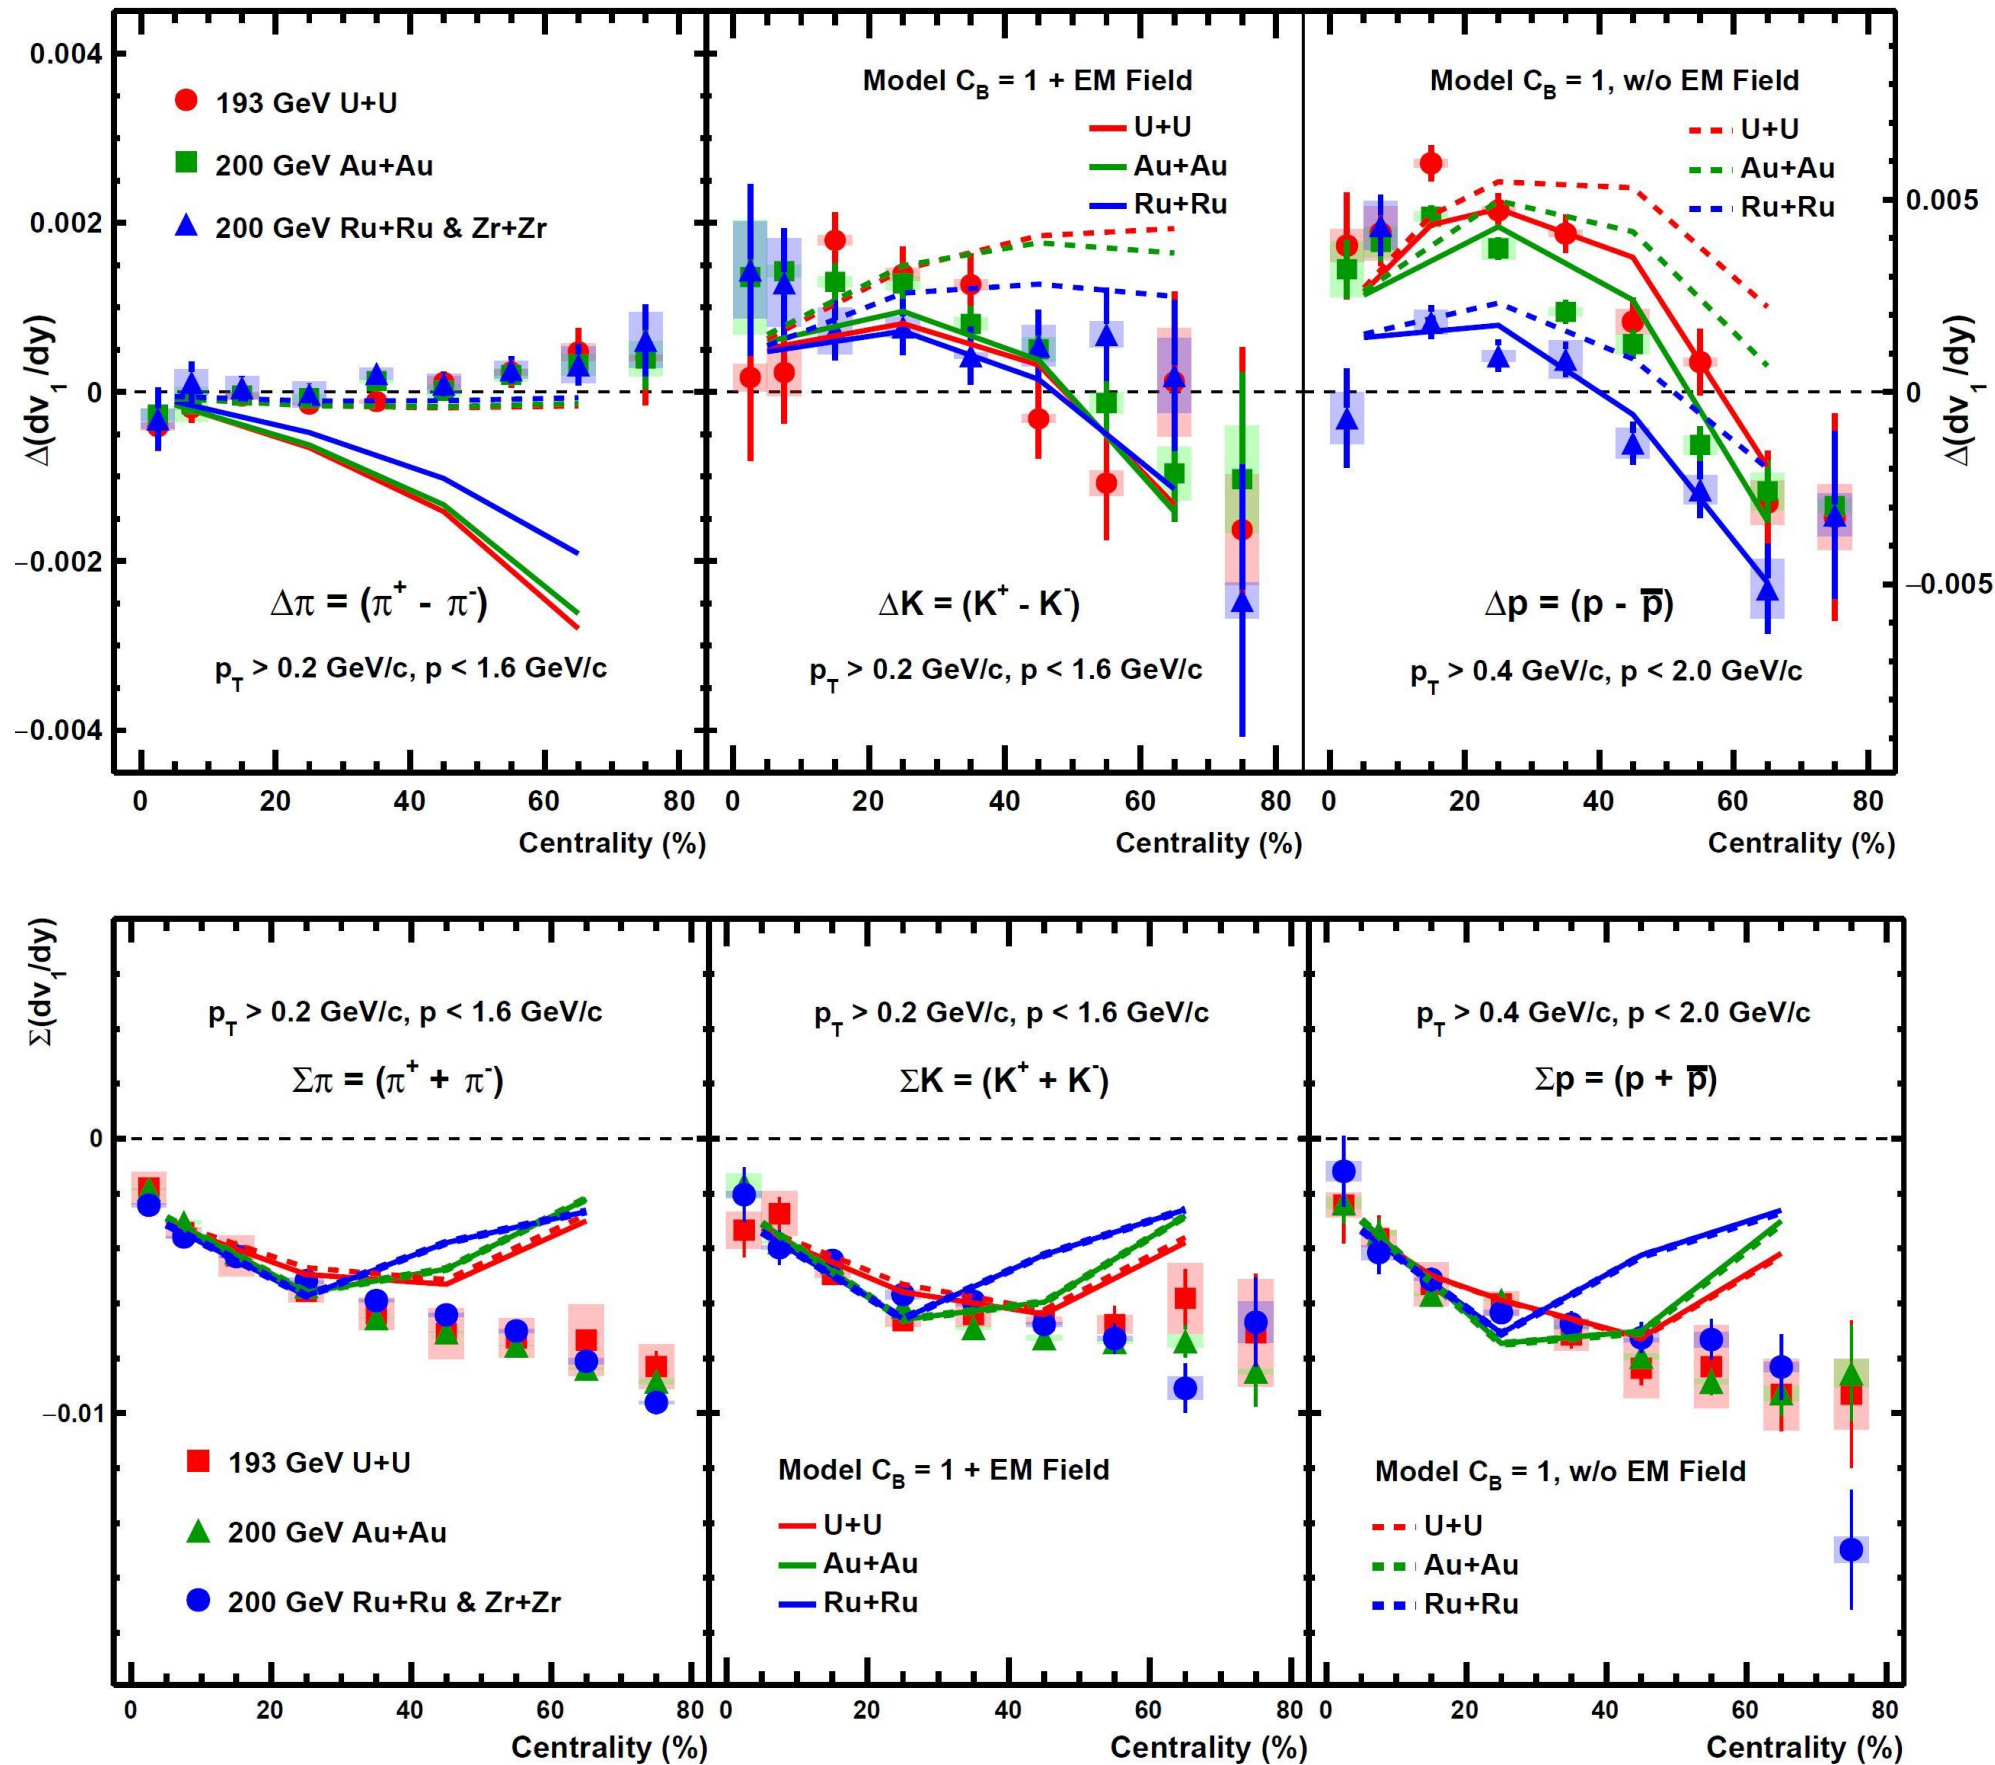 0.004
0.002
0
−0.002
−0.004
Δ(dv1/dy)
193 GeV U+U
200 GeV Au+Au
200 GeV Ru+Ru & Zr+Zr
Δπ = (π+ - π-)
pT > 0.2 GeV/c, p < 1.6 GeV/c
0 20 40 60 80
Centrality (%)
Model CB = 1 + EM Field
U+U
Au+Au
Ru+Ru
ΔK = (K+ - K-)
pT > 0.2 GeV/c, p < 1.6 GeV/c
0 20 40 60 80
Centrality (%)
Model CB = 1, w/o EM Field
U+U
Au+Au
Ru+Ru
Δp = (p - p̅)
pT > 0.4 GeV/c, p < 2.0 GeV/c
0 20 40 60 80
Centrality (%)
0.005
0
−0.005
Δ(dv1/dy)
Σ(dv1/dy)
0
−0.01
pT > 0.2 GeV/c, p < 1.6 GeV/c
Σπ = (π+ + π-)
193 GeV U+U
200 GeV Au+Au
200 GeV Ru+Ru & Zr+Zr
0 20 40 60 80
Centrality (%)
pT > 0.2 GeV/c, p < 1.6 GeV/c
ΣK = (K+ + K-)
Model CB = 1 + EM Field
U+U
Au+Au
Ru+Ru
0 20 40 60 80
Centrality (%)
pT > 0.4 GeV/c, p < 2.0 GeV/c
Σp = (p + p̅)
Model CB = 1, w/o EM Field
U+U
Au+Au
Ru+Ru
0 20 40 60 80
Centrality (%)